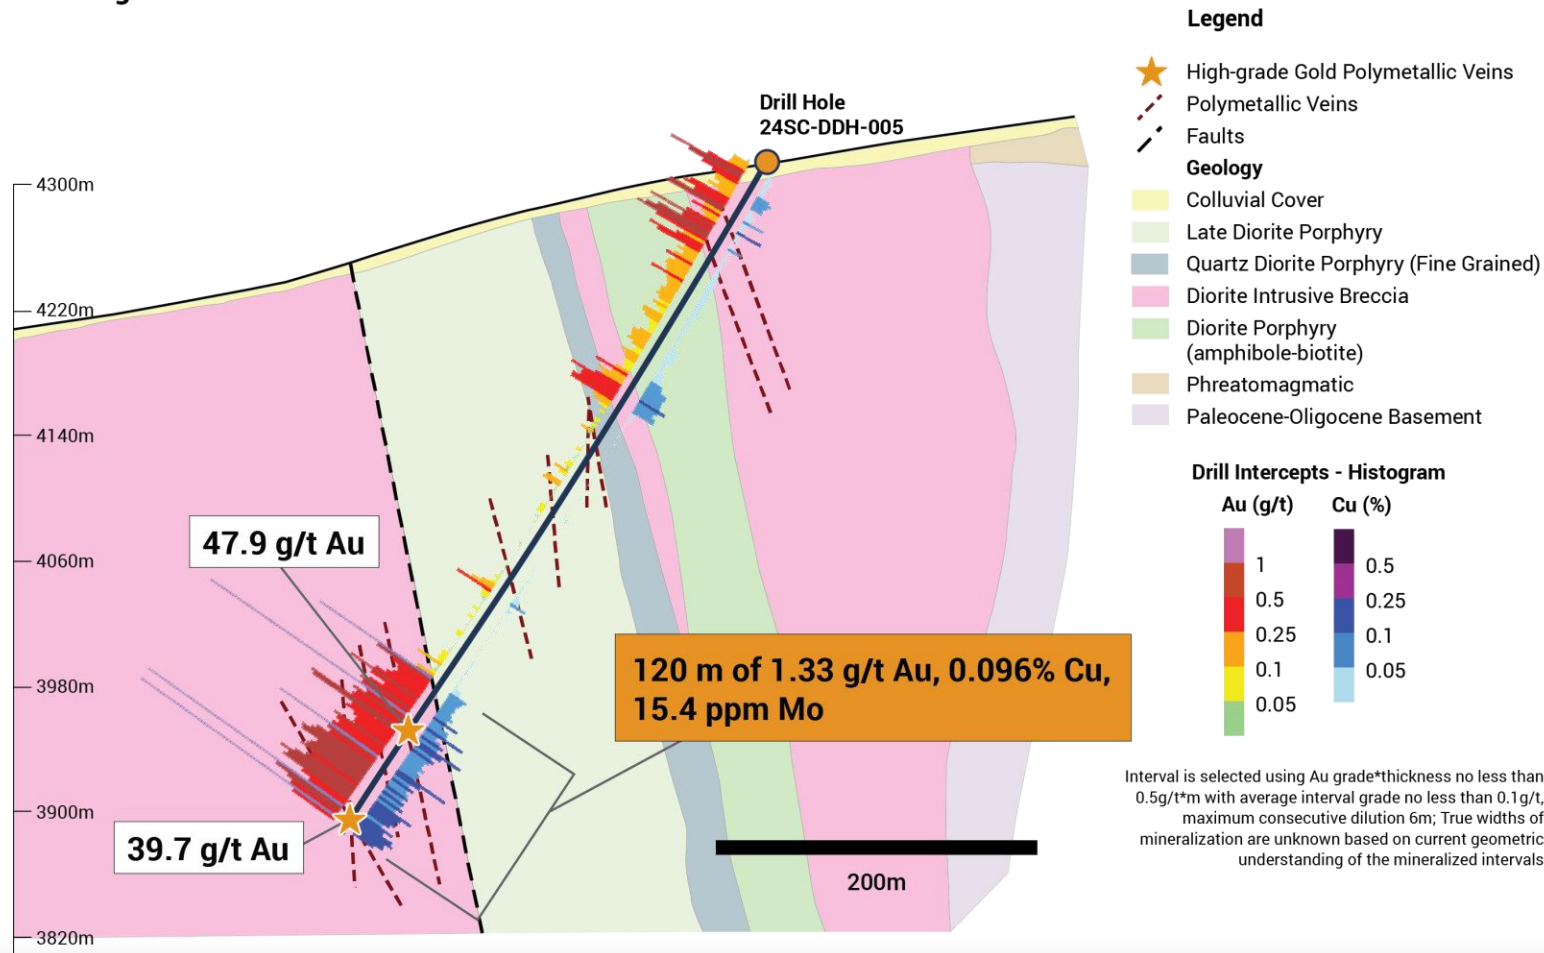 Legend
High-grade Gold Polymetallic Veins
Polymetallic Veins
Faults
Geology
Colluvial Cover
Late Diorite Porphyry
Quartz Diorite Porphyry (Fine Grained)
Diorite Intrusive Breccia
Diorite Porphyry
(amphibole-biotite)
Phreatomagmatic
Paleocene-Oligocene Basement
Drill Intercepts - Histogram
Au (g/t) Cu (%)
1
0.5
0.25
0.1
0.05
0.5
0.25
0.1
0.05
Interval is selected using Au grade*thickness no less than
0.5g/t*m with average interval grade no less than 0.1g/t,
maximum consecutive dilution 6m; True widths of
mineralization are unknown based on current geometric
understanding of the mineralized intervals
Drill Hole
24SC-DDH-005
4300m
4220m
4140m
4060m
3980m
3900m
3820m
47.9 g/t Au
120 m of 1.33 g/t Au, 0.096% Cu,
15.4 ppm Mo
39.7 g/t Au
200m